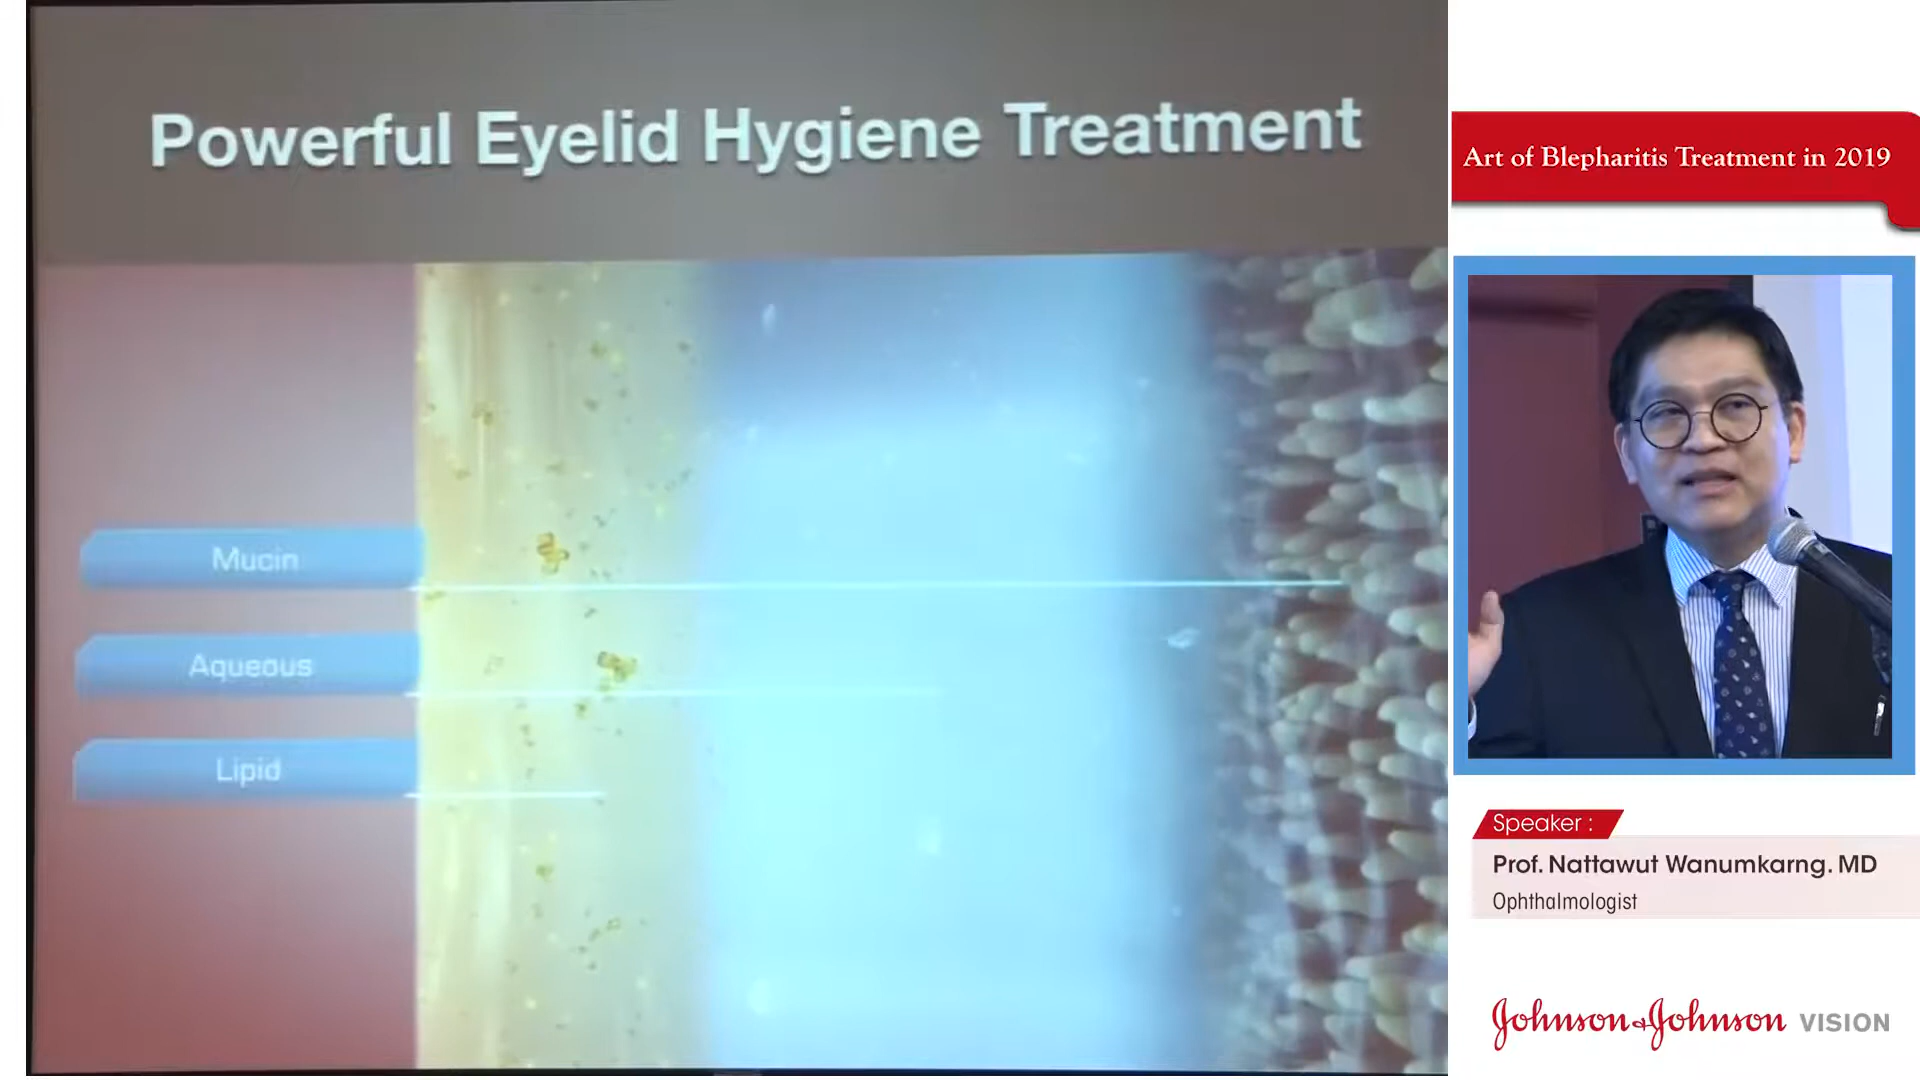 Powerful Eyelid Hygiene Treatment
Mucin
Aqueous
Lipid
Art of Blepharitis Treatment in 2019
Speaker :
Prof. Nattawut Wanumkarng. MD
Ophthalmologist
Johnson & Johnson VISION